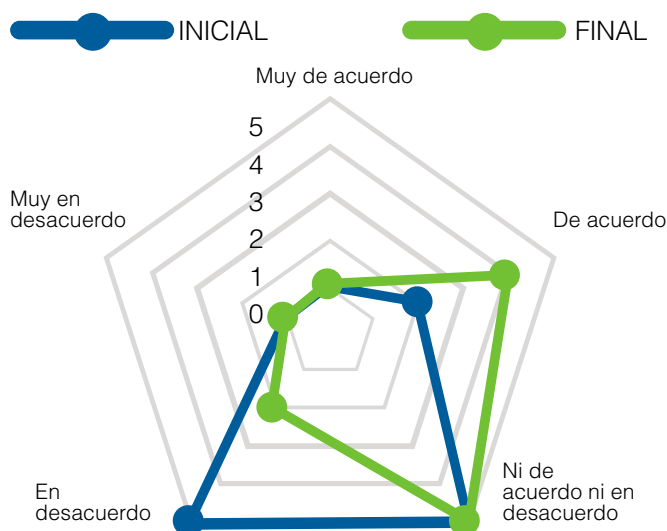 INICIAL
FINAL
Muy de acuerdo
5
4
3
2
1
0
Muy en
desacuerdo
De acuerdo
En
desacuerdo
Ni de
acuerdo ni en
desacuerdo